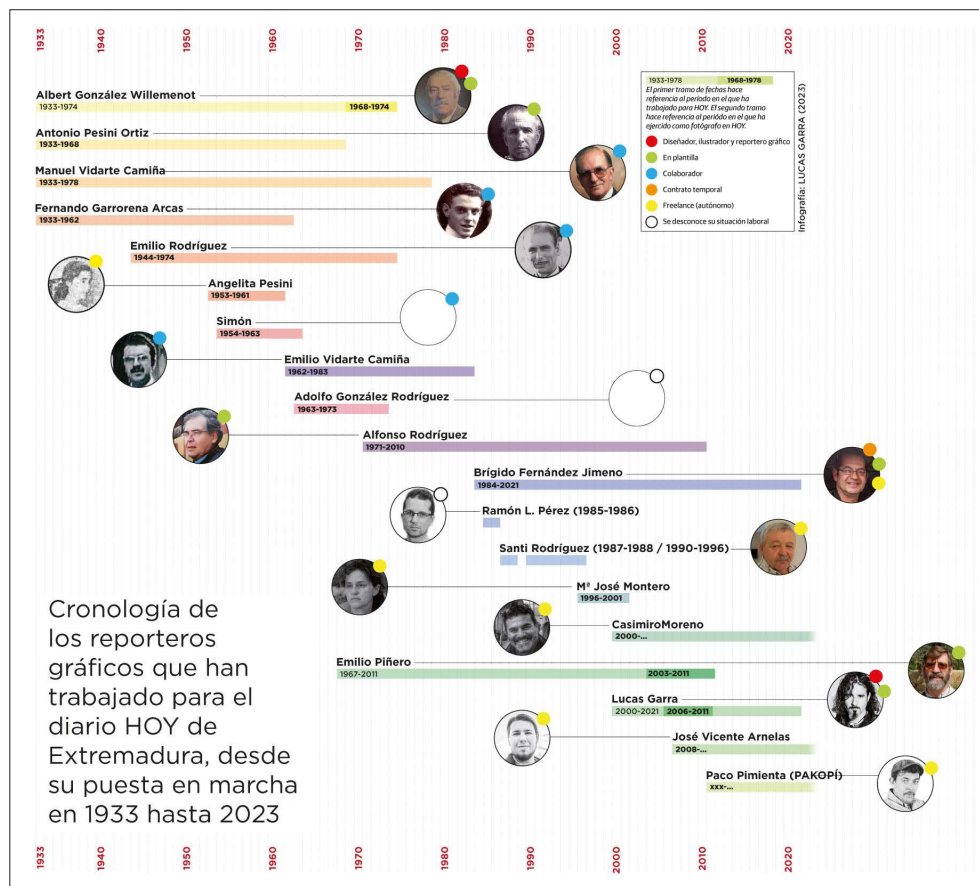 1933
1940
1950
1960
1970
1980
1990
2000
2010
2020
Albert González Willemenot
1933-1974
1968-1974
Antonio Pesini Ortiz
1933-1968
Manuel Vidarte Camiña
1933-1978
Fernando Garrorena Arcas
1933-1962
Emilio Rodríguez
1944-1974
Angelita Pesini
1953-1961
Simón
1954-1963
Emilio Vidarte Camiña
1962-1983
Adolfo González Rodríguez
1963-1973
Alfonso Rodríguez
1971-2010
Brígido Fernández Jimeno
1984-2021
Ramón L. Pérez (1985-1986)
Santi Rodríguez (1987-1988 / 1990-1996)
Mª José Montero
1996-2001
CasimiroMoreno
2000-...
Emilio Piñero
1967-2011
2003-2011
Lucas Garra
2000-2021
2006-2011
José Vicente Arnelas
2008-...
Paco Pimienta (PAKOPÍ)
xxx-...
1933-1978
1968-1978
El primer tramo de fechas hace
referencia al periodo en el que ha
trabajado para HOY. El segundo tramo
hace referencia al periódo en el que ha
ejercido como fotógrafo en HOY.
Diseñador, ilustrador y reportero gráfico
En plantilla
Colaborador
Contrato temporal
Freelance (autónomo)
Se desconoce su situación laboral
Infografía: LUCAS GARRA (2023)
Cronología de
los reporteros
gráficos que han
trabajado para el
diario HOY de
Extremadura, desde
su puesta en marcha
en 1933 hasta 2023
1933
1940
1950
1960
1970
1980
1990
2000
2010
2020